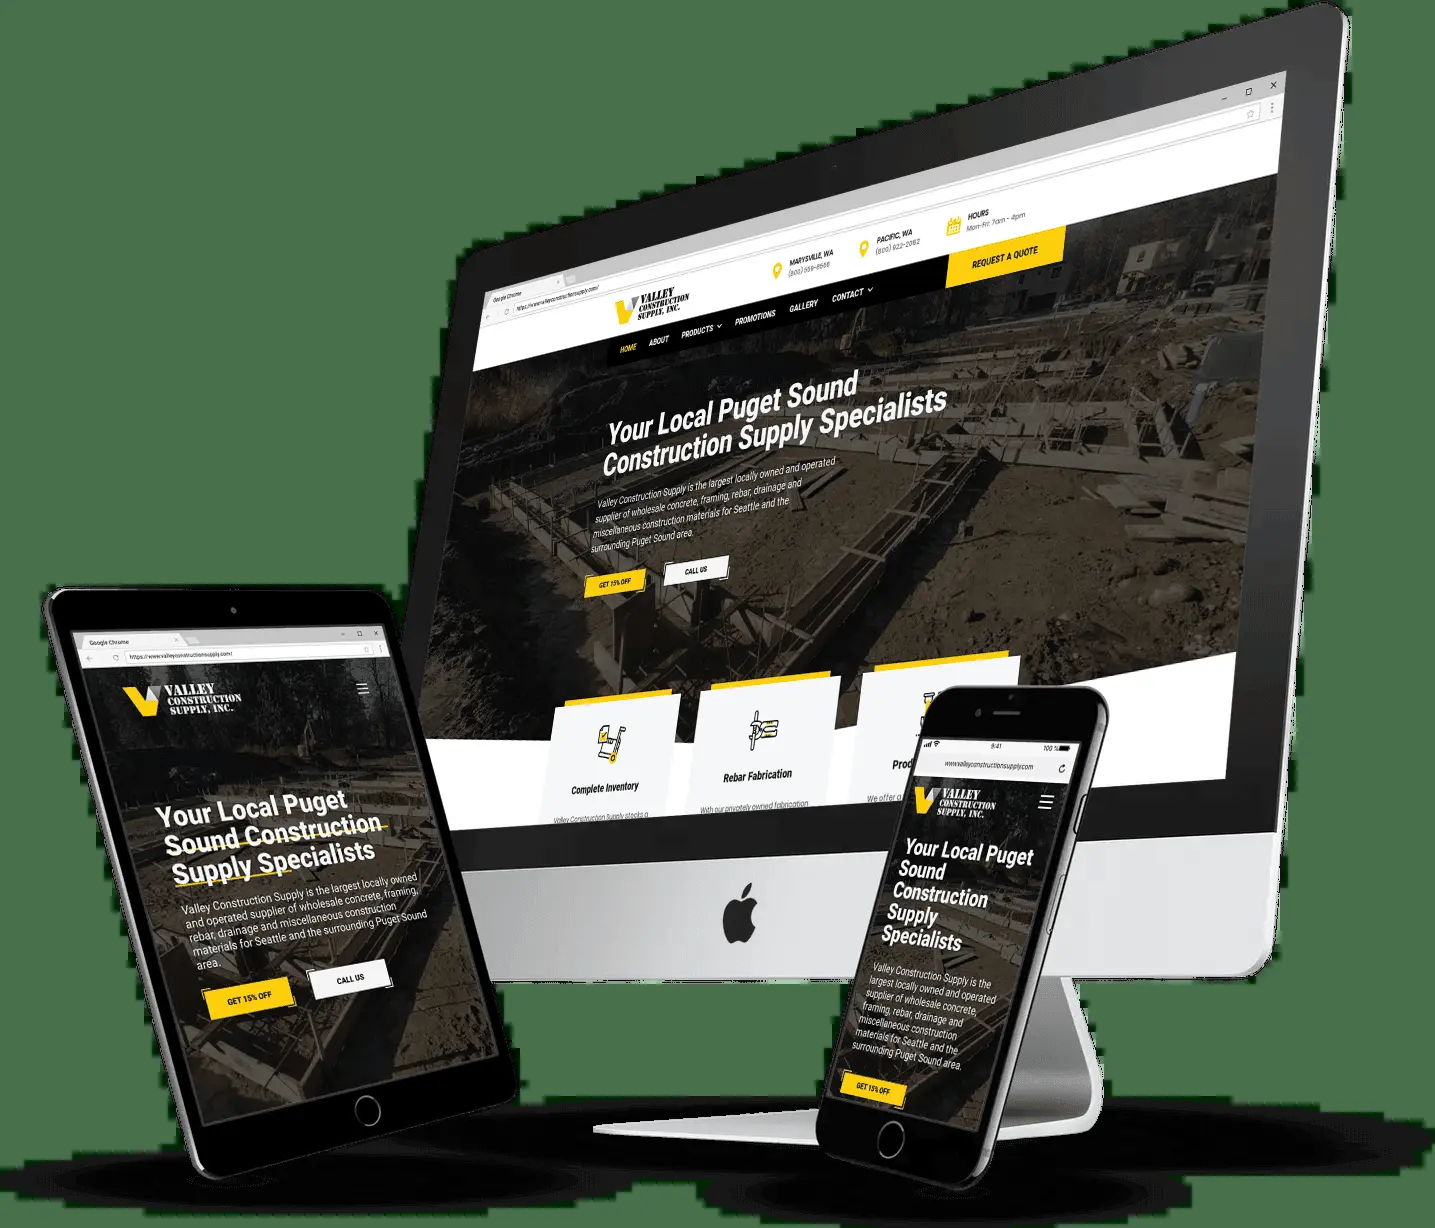 Google Chrome
https://www.valleyconstructionsupply.com/
VALLEY
CONSTRUCTION
SUPPLY, INC.
MARYSVILLE, WA
(800) 559-8566
PACIFIC, WA
(800) 922-2082
HOURS
Mon-Fri: 7am - 4pm
HOME
ABOUT
PRODUCTS
PROMOTIONS
GALLERY
CONTACT
REQUEST A QUOTE
Your Local Puget Sound
Construction Supply Specialists
Valley Construction Supply is the largest locally owned and operated
supplier of wholesale concrete, framing, rebar, drainage and
miscellaneous construction materials for Seattle and the
surrounding Puget Sound area.
GET 15% OFF
CALL US
Complete Inventory
Valley Construction Supply stocks a
Rebar Fabrication
With our privately owned fabrication
Prod
We offer a
Google Chrome
https://www.valleyconstructionsupply.com/
VALLEY
CONSTRUCTION
SUPPLY, INC.
Your Local Puget
Sound Construction
Supply Specialists
Valley Construction Supply is the largest locally owned
and operated supplier of wholesale concrete, framing,
rebar, drainage and miscellaneous construction
materials for Seattle and the surrounding Puget Sound
area.
GET 15% OFF
CALL US
9:41
100 %
www.valleyconstructionsupply.com
VALLEY
CONSTRUCTION
SUPPLY, INC.
Your Local Puget
Sound
Construction
Supply
Specialists
Valley Construction Supply is the
largest locally owned and operated
supplier of wholesale concrete,
framing, rebar, drainage and
miscellaneous construction
materials for Seattle and the
surrounding Puget Sound area.
GET 15% OFF